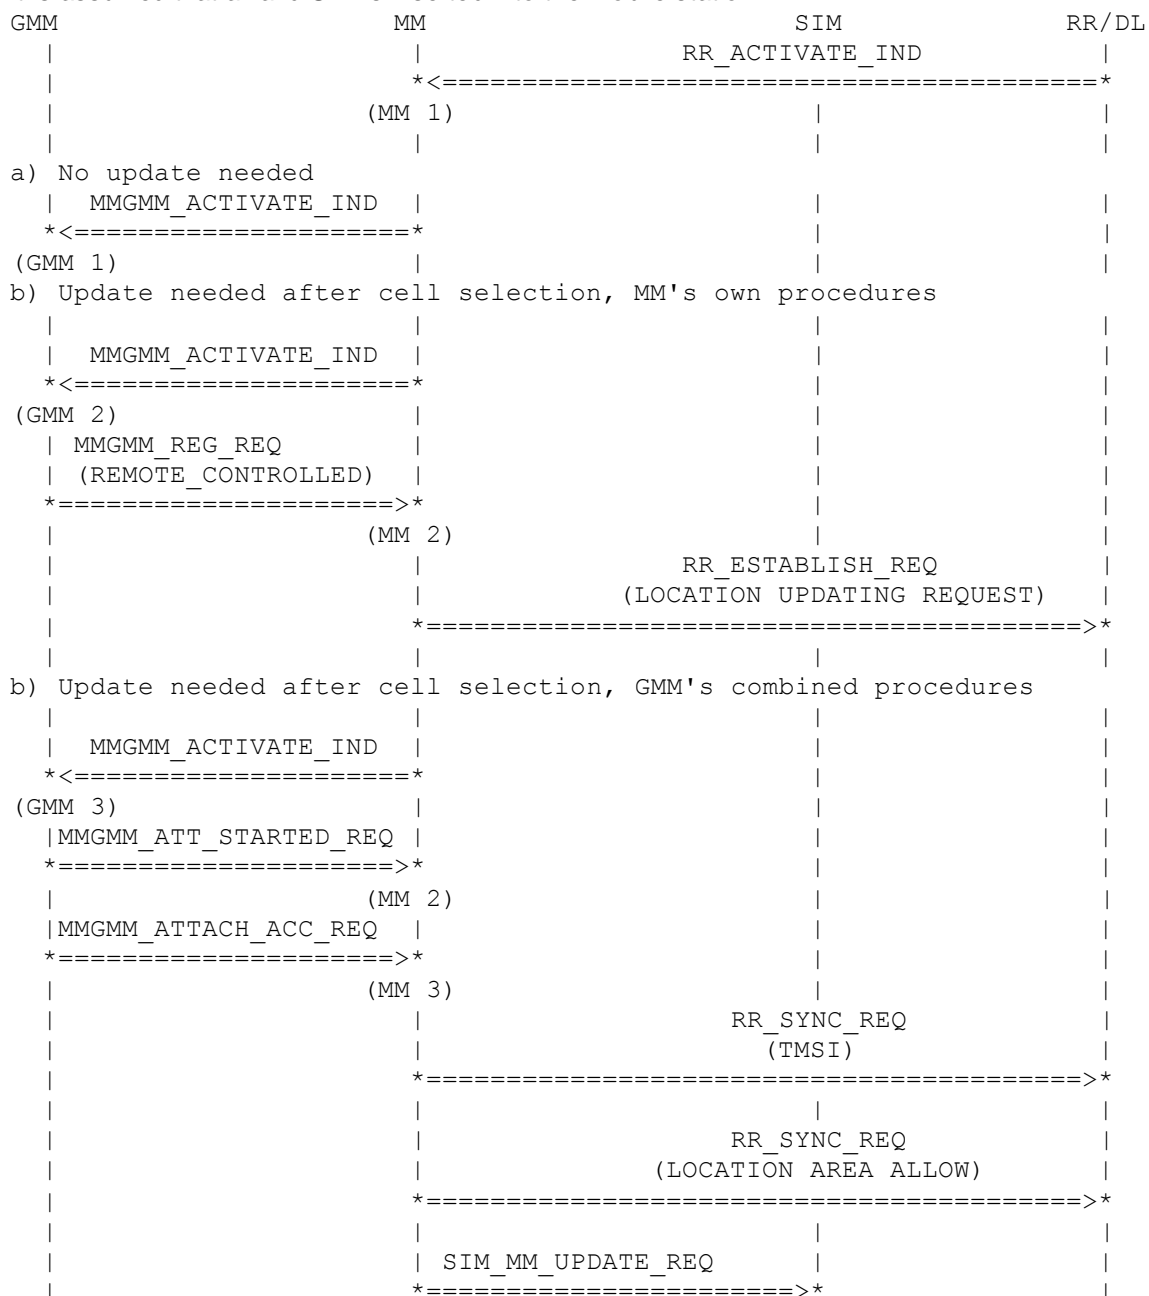 GMM MM SIM RR/DL
| | RR_ACTIVATE_IND |
| *<=========================================*
| (MM 1) | |
| | | |
a) No update needed
| MMGMM_ACTIVATE_IND | | |
*<=====================* | |
(GMM 1) | | |
b) Update needed after cell selection, MM's own procedures
| | | |
| MMGMM_ACTIVATE_IND | | |
*<=====================* | |
(GMM 2) | | |
| MMGMM_REG_REQ | | |
| (REMOTE_CONTROLLED) | | |
*=====================>* | |
| (MM 2) | |
| | RR_ESTABLISH_REQ |
| | (LOCATION UPDATING REQUEST) |
| *=========================================>*
| | | |
b) Update needed after cell selection, GMM's combined procedures
| | | |
| MMGMM_ACTIVATE_IND | | |
*<=====================* | |
(GMM 3) | | |
|MMGMM_ATT_STARTED_REQ | | |
*=====================>* | |
| (MM 2) | |
|MMGMM_ATTACH_ACC_REQ | | |
*=====================>* | |
| (MM 3) | |
| | RR_SYNC_REQ |
| | (TMSI) |
| *=========================================>*
| | | |
| | RR_SYNC_REQ |
| | (LOCATION AREA ALLOW) |
| *=========================================>*
| | | |
| | SIM_MM_UPDATE_REQ | |
| *=======================>* |